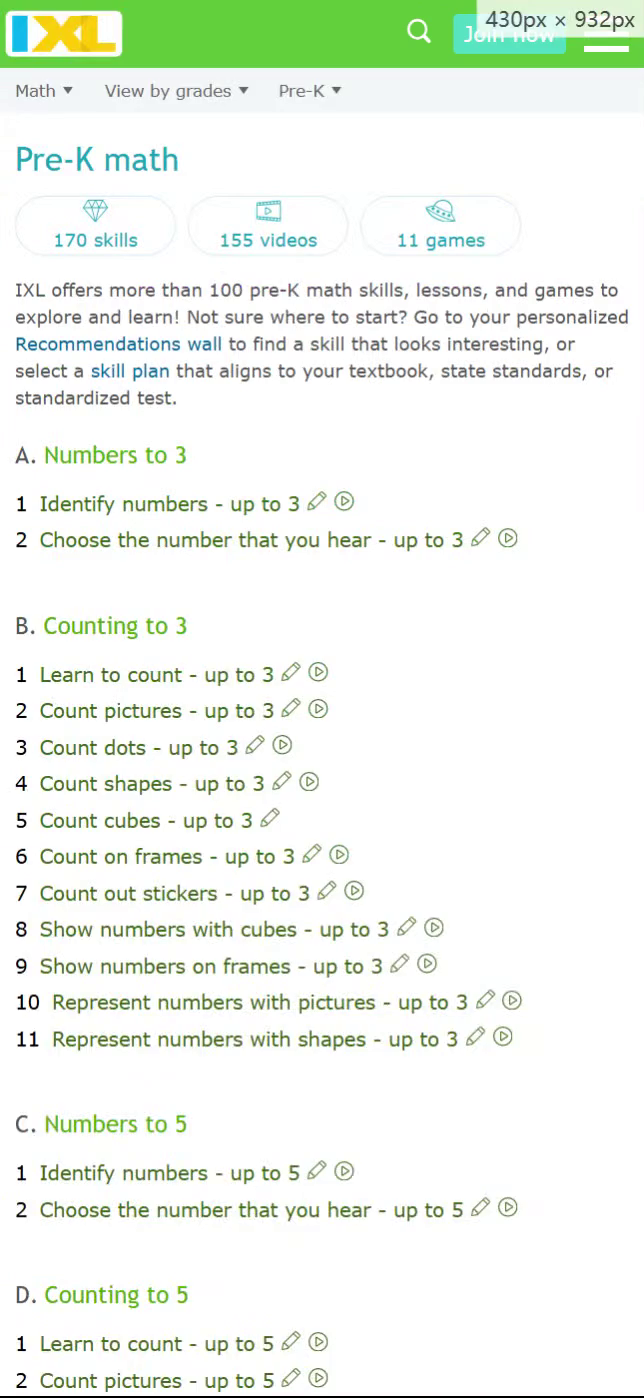 IXL
Join now
430px × 932px
Math ▼ View by grades ▼ Pre-K ▼
Pre-K math
170 skills
155 videos
11 games
IXL offers more than 100 pre-K math skills, lessons, and games to
explore and learn! Not sure where to start? Go to your personalized
Recommendations wall to find a skill that looks interesting, or
select a skill plan that aligns to your textbook, state standards, or
standardized test.
A. Numbers to 3
1 Identify numbers - up to 3
2 Choose the number that you hear - up to 3
B. Counting to 3
1 Learn to count - up to 3
2 Count pictures - up to 3
3 Count dots - up to 3
4 Count shapes - up to 3
5 Count cubes - up to 3
6 Count on frames - up to 3
7 Count out stickers - up to 3
8 Show numbers with cubes - up to 3
9 Show numbers on frames - up to 3
10 Represent numbers with pictures - up to 3
11 Represent numbers with shapes - up to 3
C. Numbers to 5
1 Identify numbers - up to 5
2 Choose the number that you hear - up to 5
D. Counting to 5
1 Learn to count - up to 5
2 Count pictures - up to 5